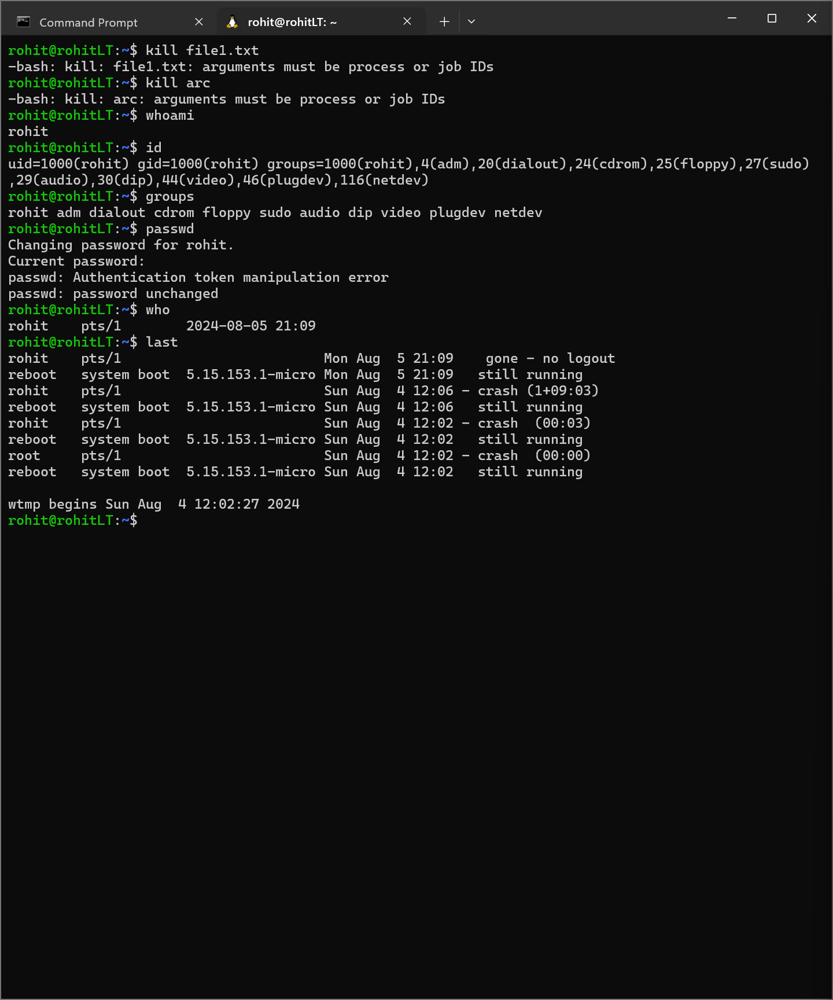 Command Prompt
rohit@rohitLT: ~
rohit@rohitLT:~$ kill file1.txt
-bash: kill: file1.txt: arguments must be process or job IDs
rohit@rohitLT:~$ kill arc
-bash: kill: arc: arguments must be process or job IDs
rohit@rohitLT:~$ whoami
rohit
rohit@rohitLT:~$ id
uid=1000(rohit) gid=1000(rohit) groups=1000(rohit),4(adm),20(dialout),24(cdrom),25(floppy),27(sudo)
,29(audio),30(dip),44(video),46(plugdev),116(netdev)
rohit@rohitLT:~$ groups
rohit adm dialout cdrom floppy sudo audio dip video plugdev netdev
rohit@rohitLT:~$ passwd
Changing password for rohit.
Current password:
passwd: Authentication token manipulation error
passwd: password unchanged
rohit@rohitLT:~$ who
rohit    pts/1        2024-08-05 21:09
rohit@rohitLT:~$ last
rohit    pts/1                         Mon Aug  5 21:09    gone - no logout
reboot   system boot  5.15.153.1-micro Mon Aug  5 21:09   still running
rohit    pts/1                         Sun Aug  4 12:06 - crash (1+09:03)
reboot   system boot  5.15.153.1-micro Sun Aug  4 12:06   still running
rohit    pts/1                         Sun Aug  4 12:02 - crash  (00:03)
reboot   system boot  5.15.153.1-micro Sun Aug  4 12:02   still running
root     pts/1                         Sun Aug  4 12:02 - crash  (00:00)
reboot   system boot  5.15.153.1-micro Sun Aug  4 12:02   still running

wtmp begins Sun Aug  4 12:02:27 2024
rohit@rohitLT:~$